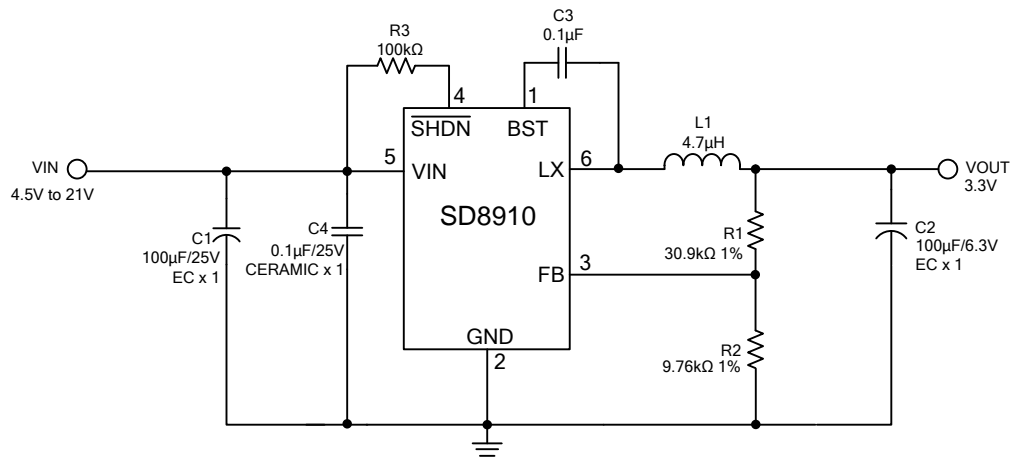 C3
0.1µF
R3
100kΩ
4
1
SHDN
BST
L1
4.7µH
VIN
4.5V to 21V
5
VIN
LX
6
VOUT
3.3V
SD8910
C1
100µF/25V
EC x 1
C4
0.1µF/25V
CERAMIC x 1
R1
30.9kΩ 1%
C2
100µF/6.3V
EC x 1
FB
3
GND
2
R2
9.76kΩ 1%